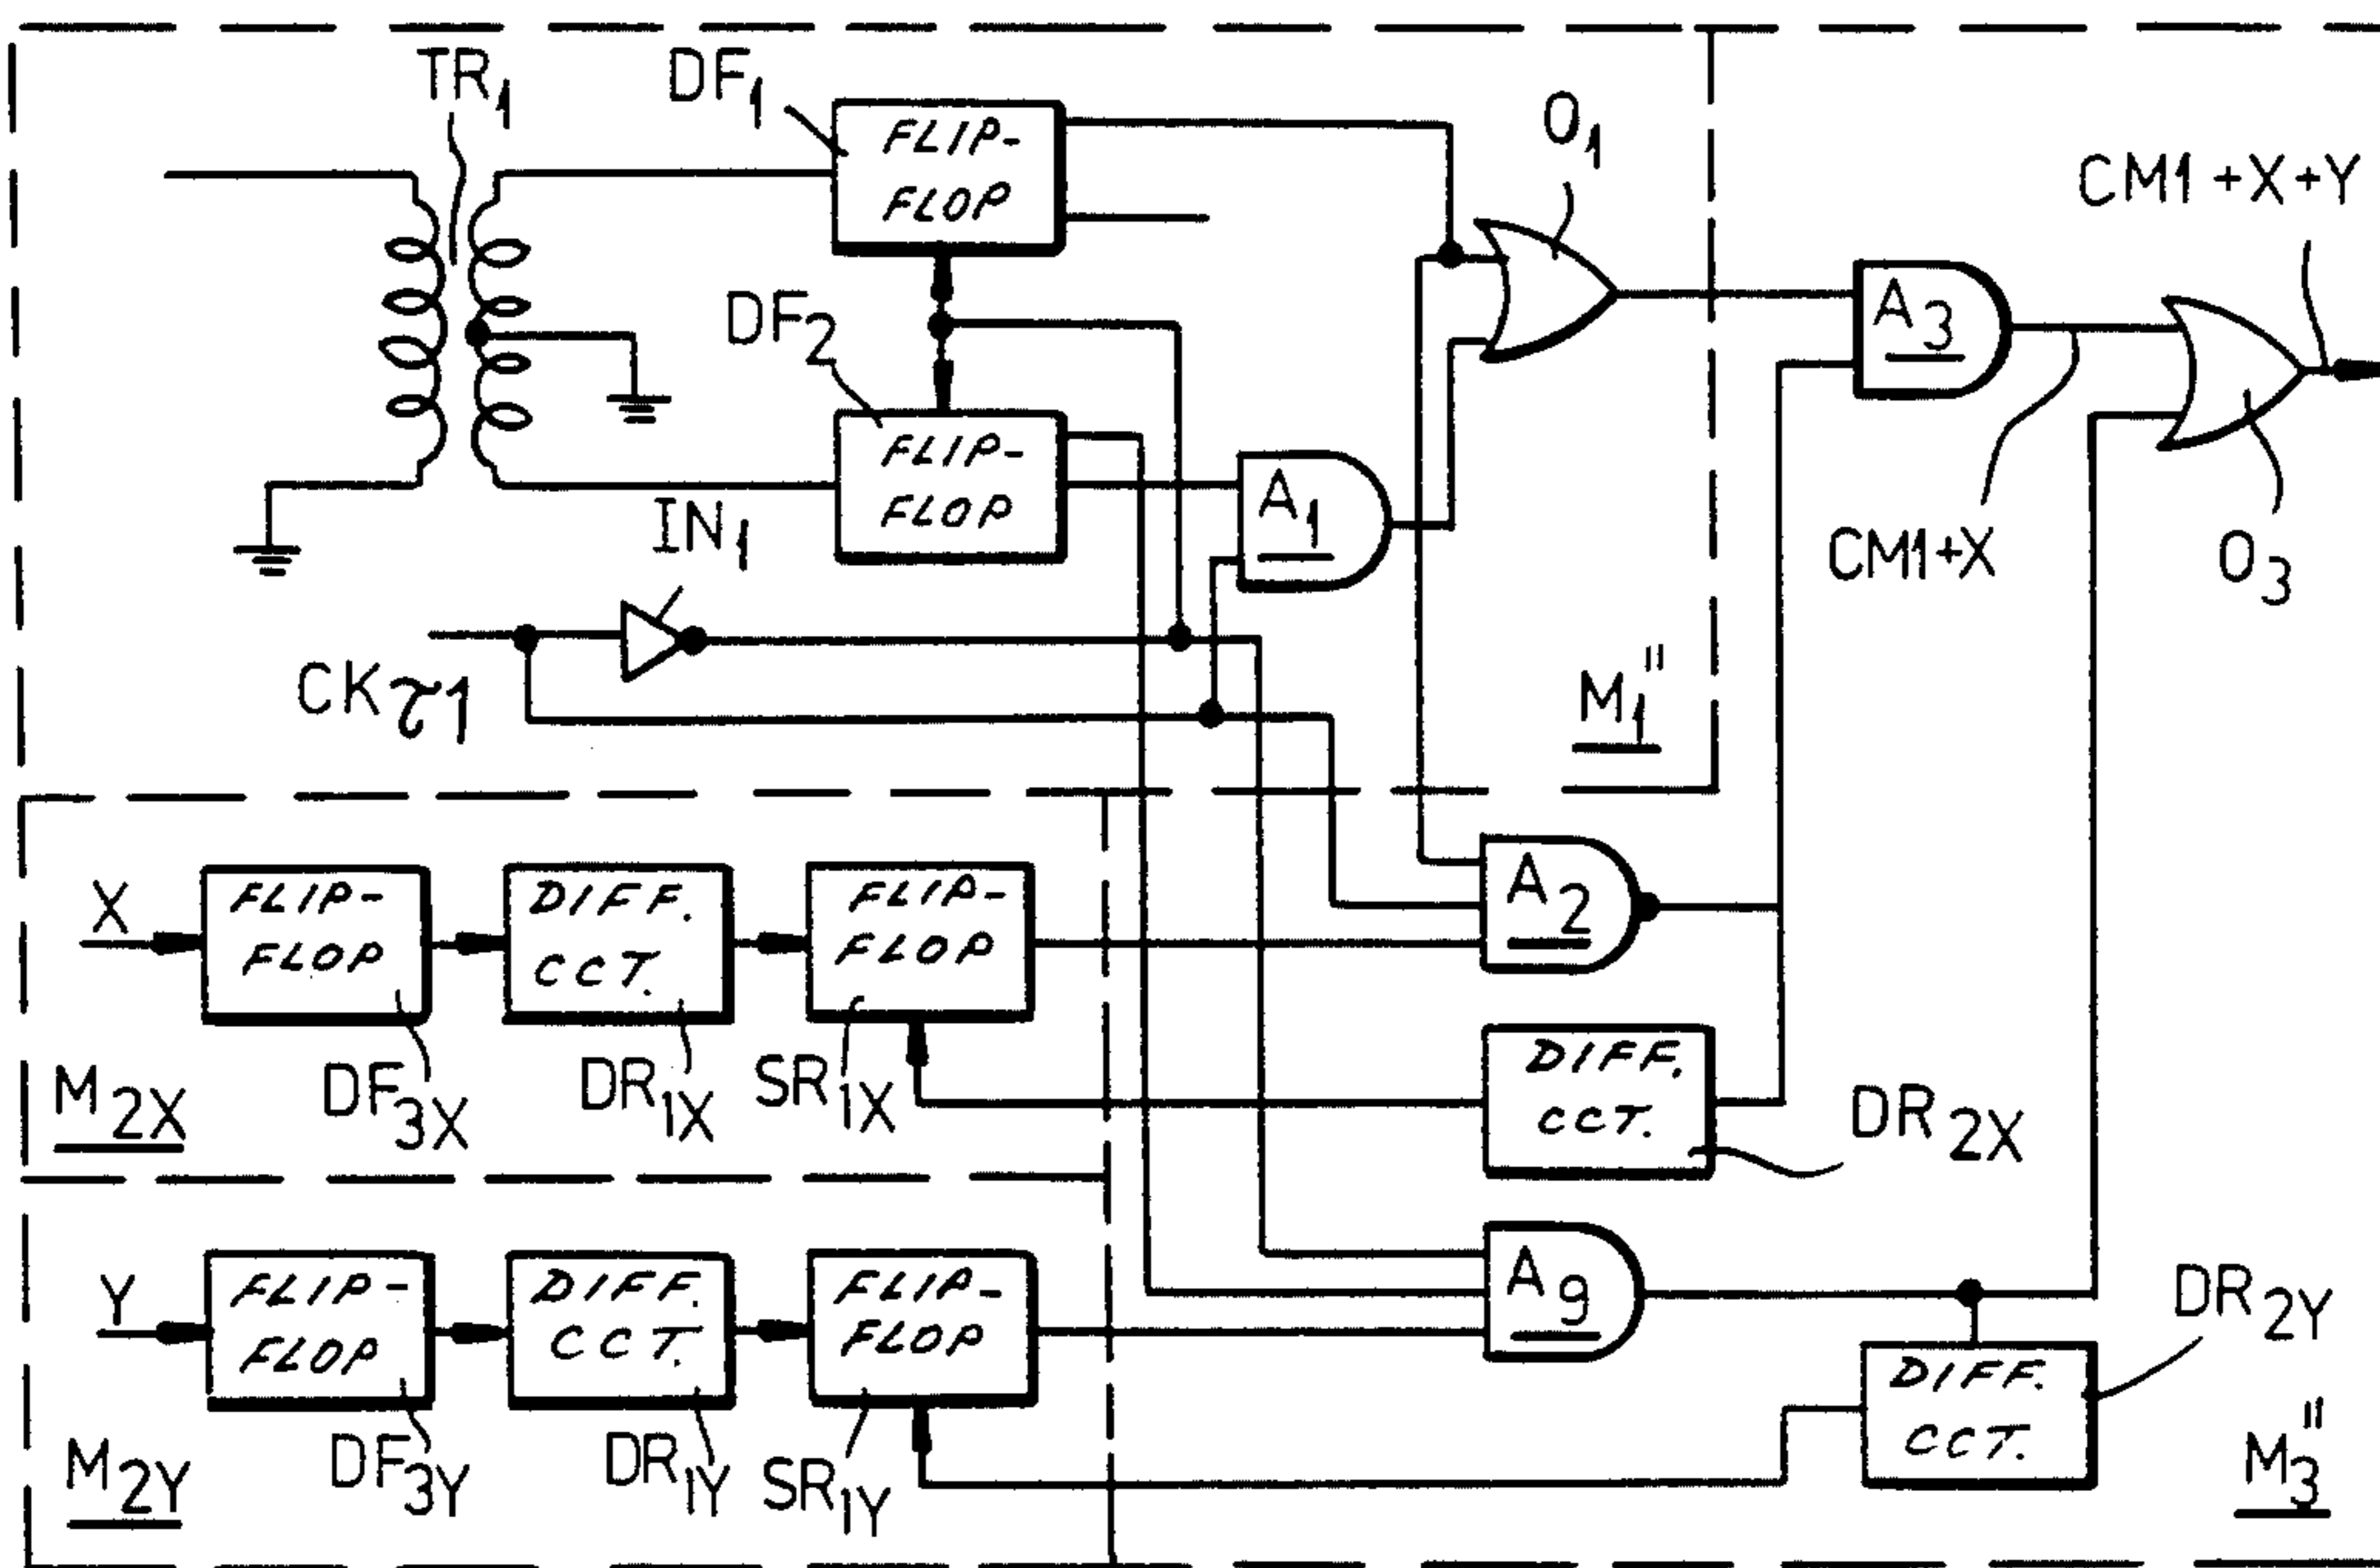 TR1
DF1
FLIP-
FLOP
O1
CM1+X+Y
DF2
FLIP-
FLOP
A3
IN1
A1
CM1+X
O3
CKτ1
M1"
X
FLIP-
FLOP
DIFF.
CCT.
FLIP-
FLOP
A2
M2X
DF3X
DR1X
SR1X
DIFF.
CCT.
DR2X
Y
FLIP-
FLOP
DIFF.
CCT.
FLIP-
FLOP
A9
DR2Y
DIFF.
CCT.
M2Y
DF3Y
DR1Y
SR1Y
M3"